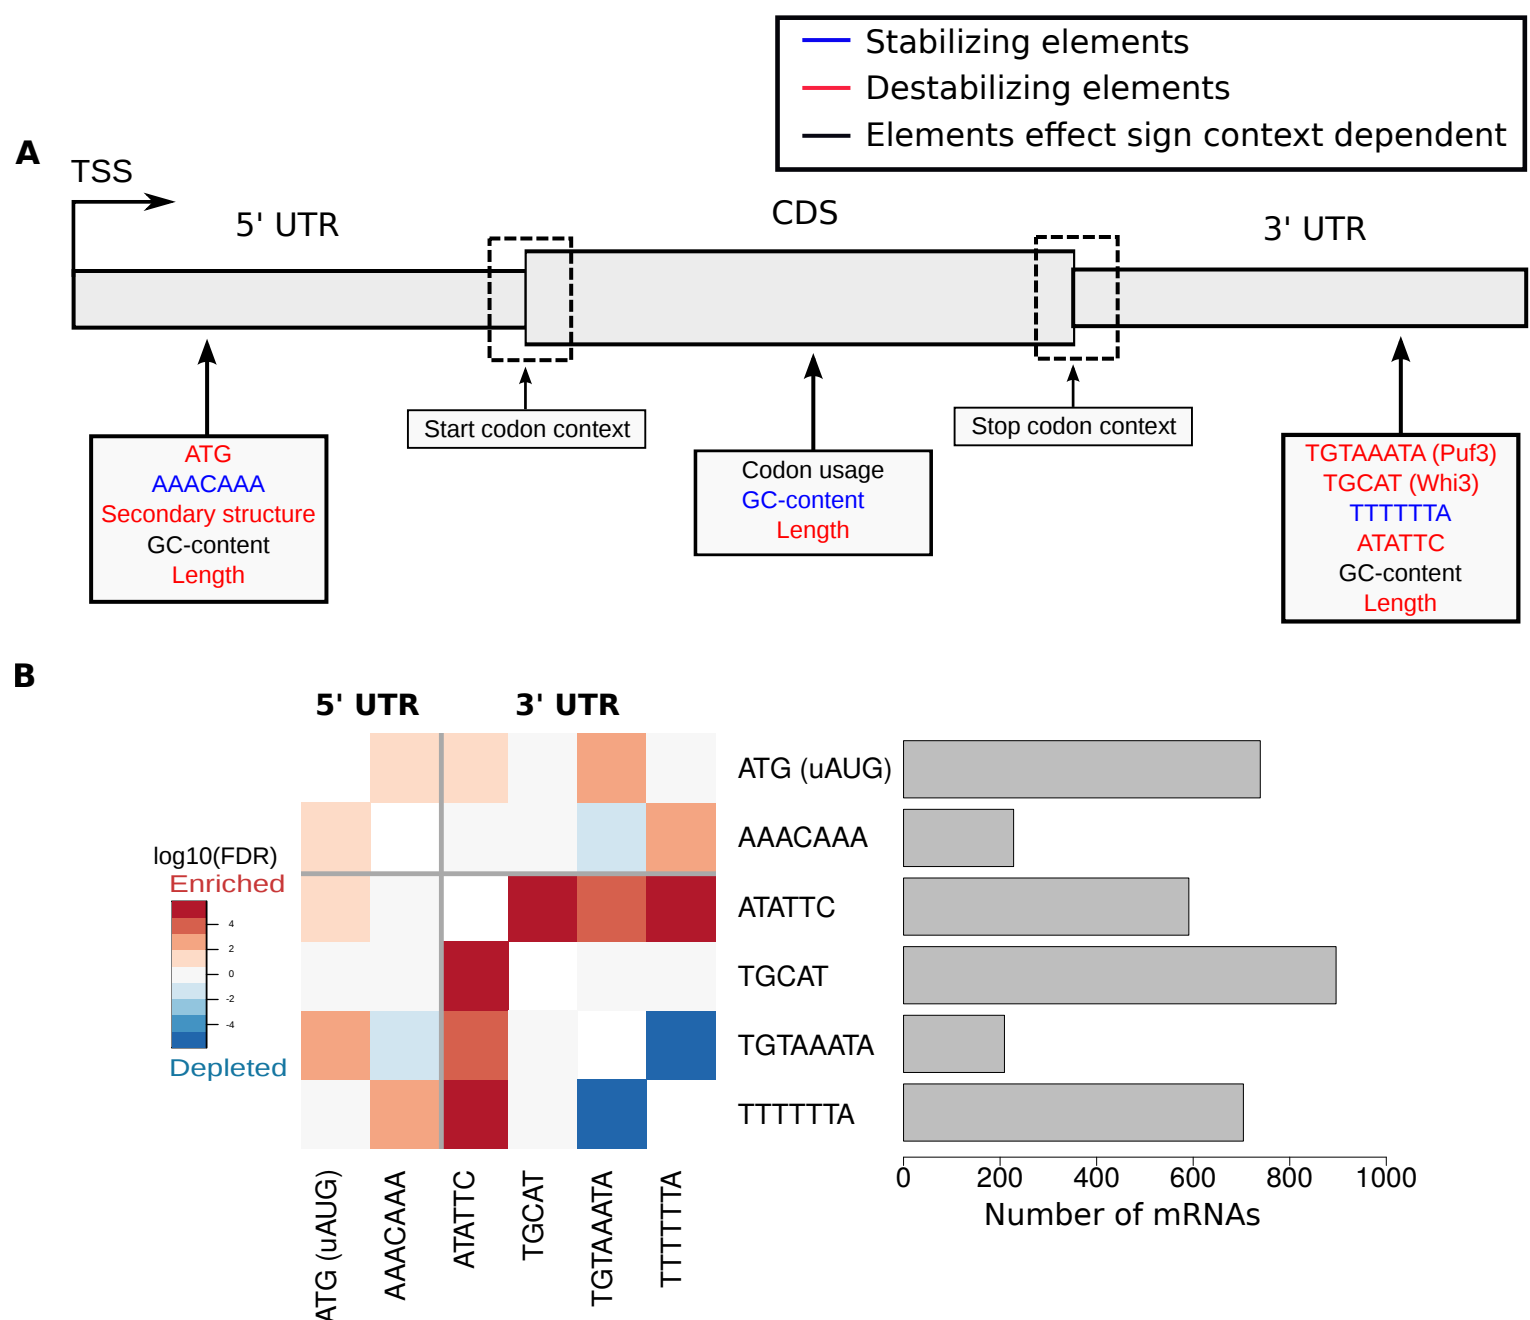 Stabilizing elements
Destabilizing elements
Elements effect sign context dependent
A
TSS
5' UTR
CDS
3' UTR
Start codon context
Stop codon context
ATG
AAACAAA
Secondary structure
GC-content
Length
Codon usage
GC-content
Length
TGTAAATA (Puf3)
TGCAT (Whi3)
TTTTTTA
ATATTC
GC-content
Length
B
5' UTR
3' UTR
log10(FDR)
Enriched
4
2
0
-2
-4
Depleted
ATG (uAUG)
AAACAAA
ATATTC
TGCAT
TGTAAATA
TTTTTTA
ATG (uAUG)
AAACAAA
ATATTC
TGCAT
TGTAAATA
TTTTTTA
0 200 400 600 800 1000
Number of mRNAs